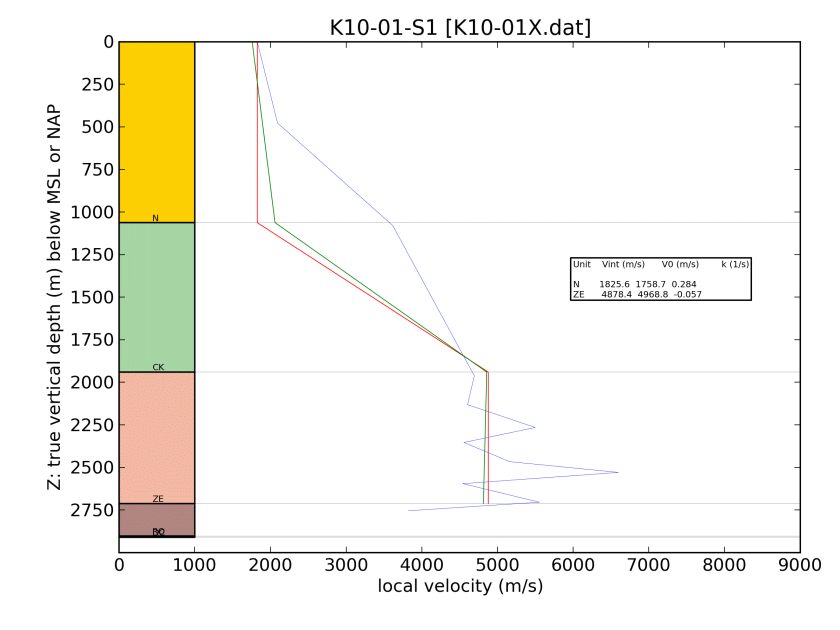 K10-01-S1 [K10-01X.dat]
Z: true vertical depth (m) below MSL or NAP
0
250
500
750
1000
1250
1500
1750
2000
2250
2500
2750
N
CK
ZE
Unit Vint (m/s) V0 (m/s) k (1/s)
N 1825.6 1758.7 0.284
ZE 4878.4 4968.8 -0.057
0 1000 2000 3000 4000 5000 6000 7000 8000 9000
local velocity (m/s)